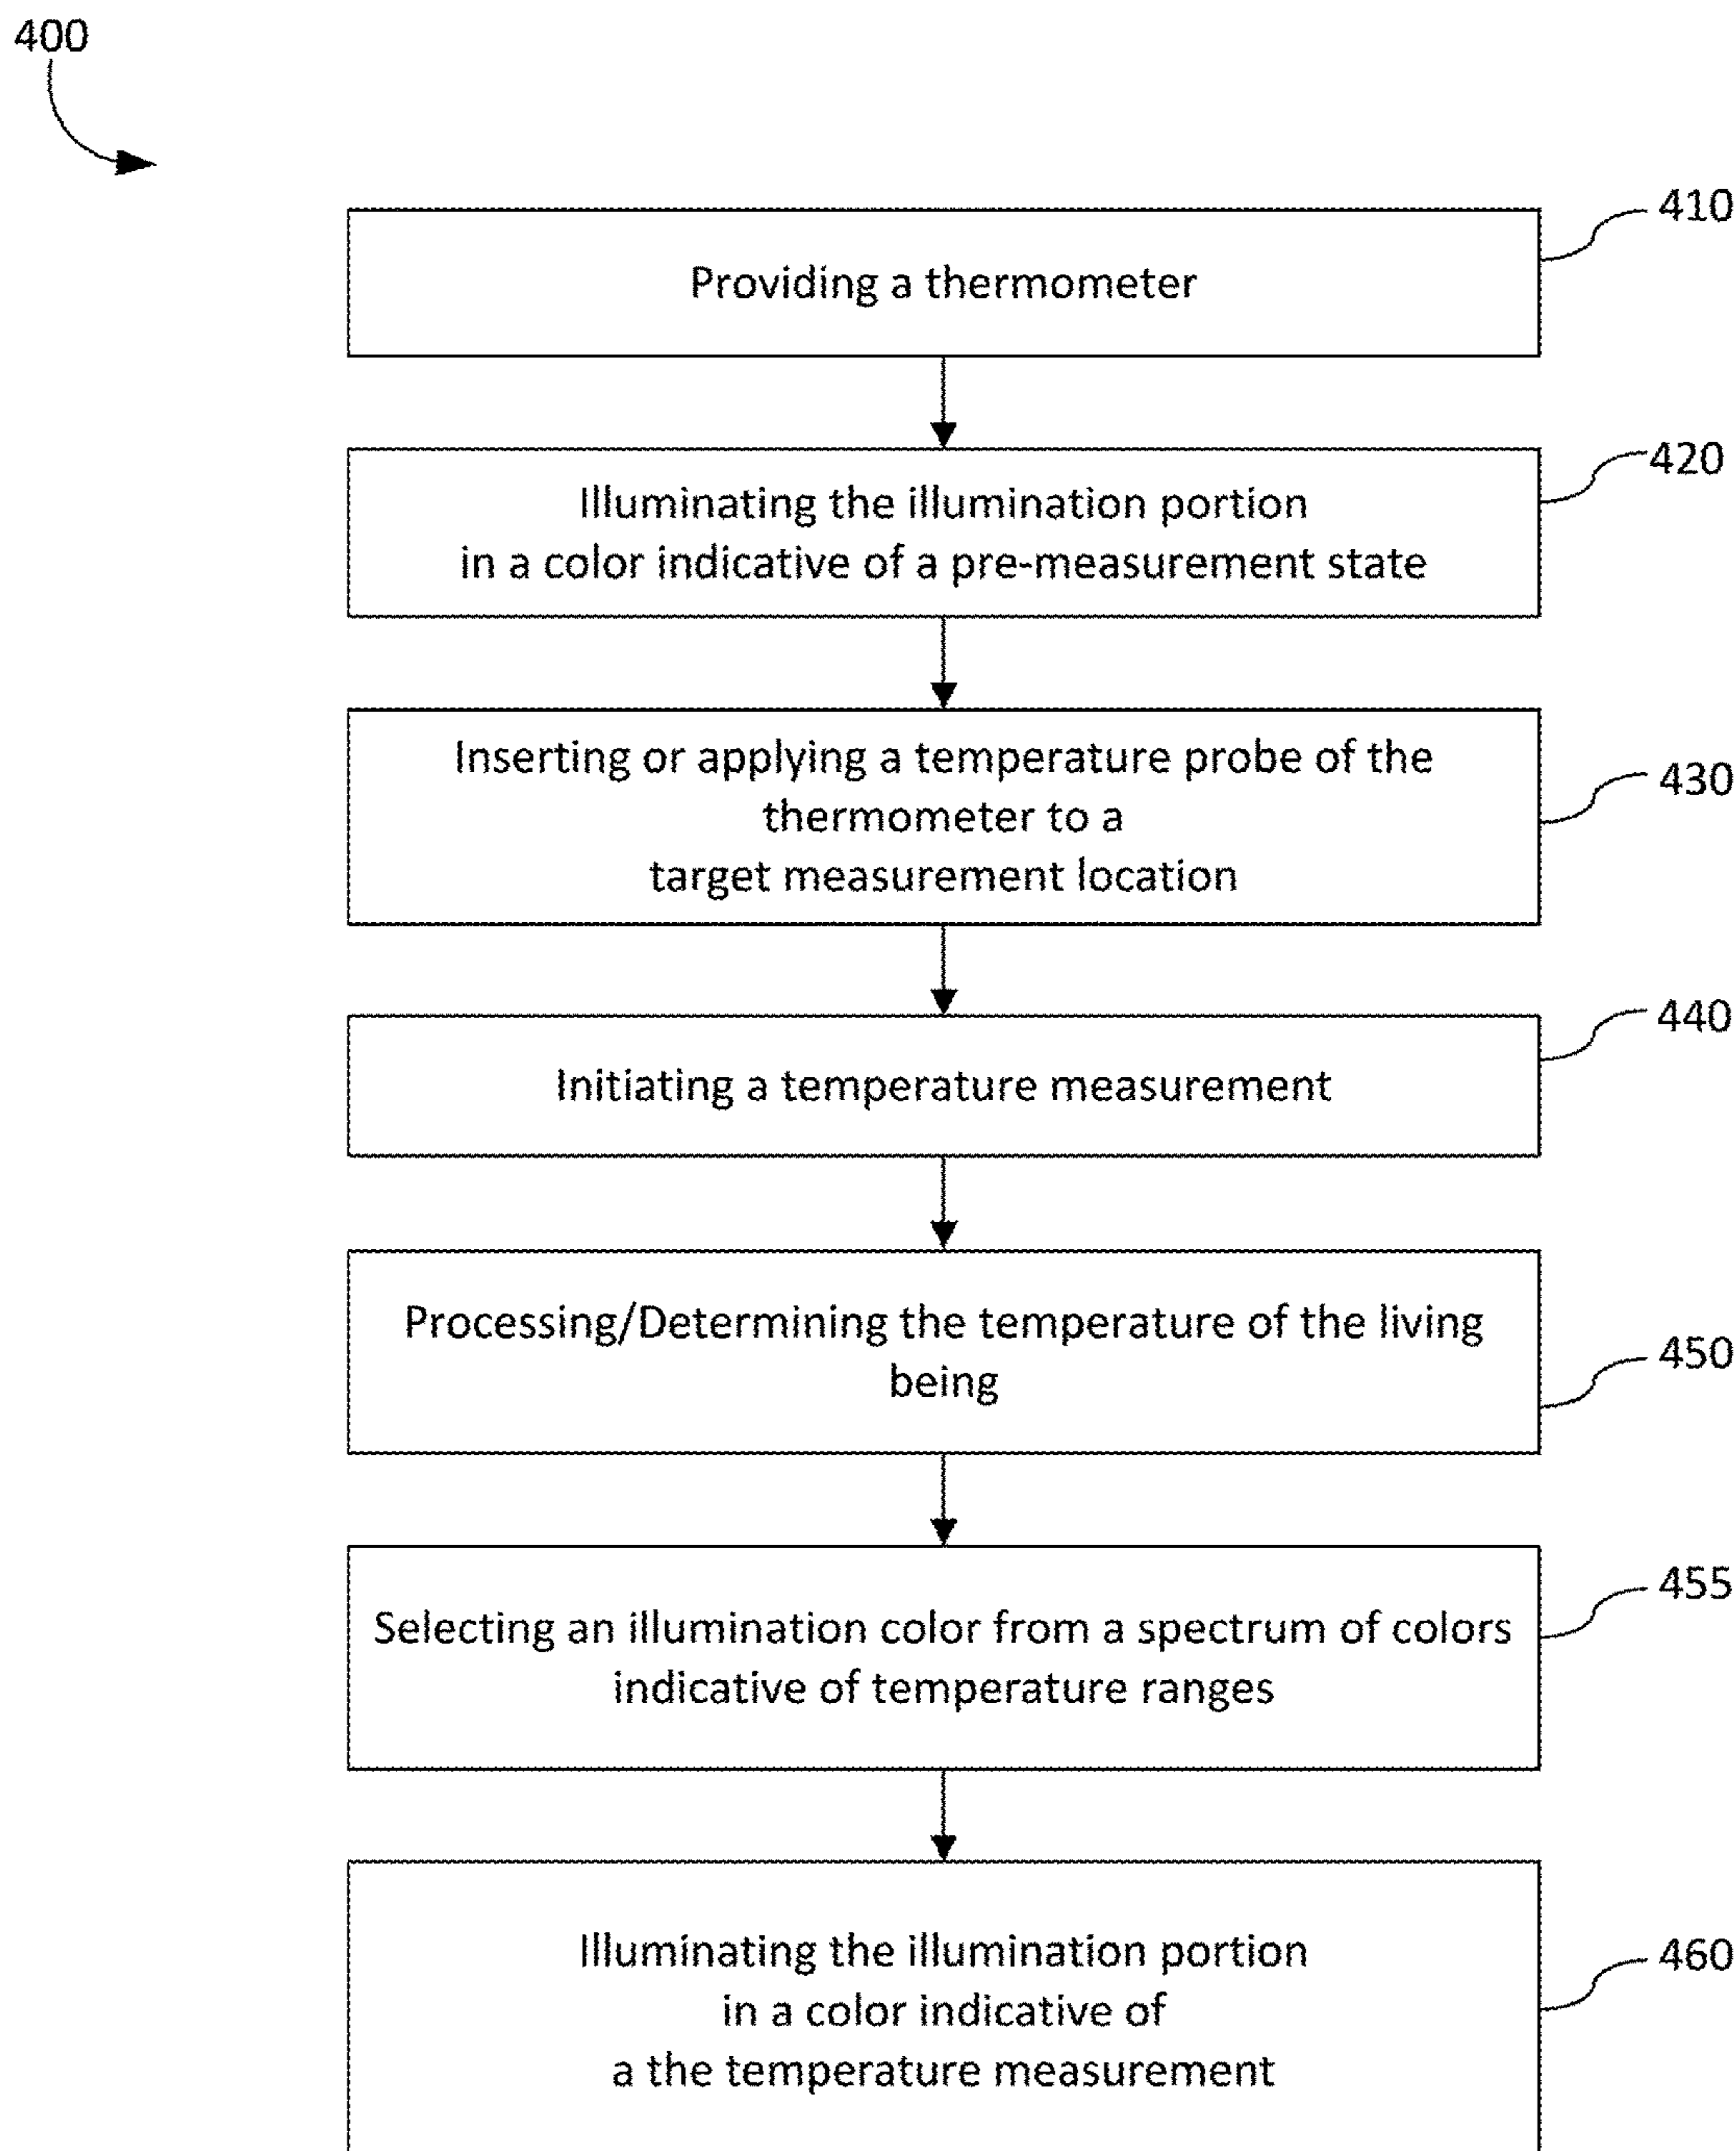 400
410
Providing a thermometer
420
Illuminating the illumination portion
in a color indicative of a pre-measurement state
Inserting or applying a temperature probe of the
430
thermometer to a
target measurement location
440
Initiating a temperature measurement
Processing/Determining the temperature of the living
450
being
455
Selecting an illumination color from a spectrum of colors
indicative of temperature ranges
Illuminating the illumination portion
460
in a color indicative of
a the temperature measurement